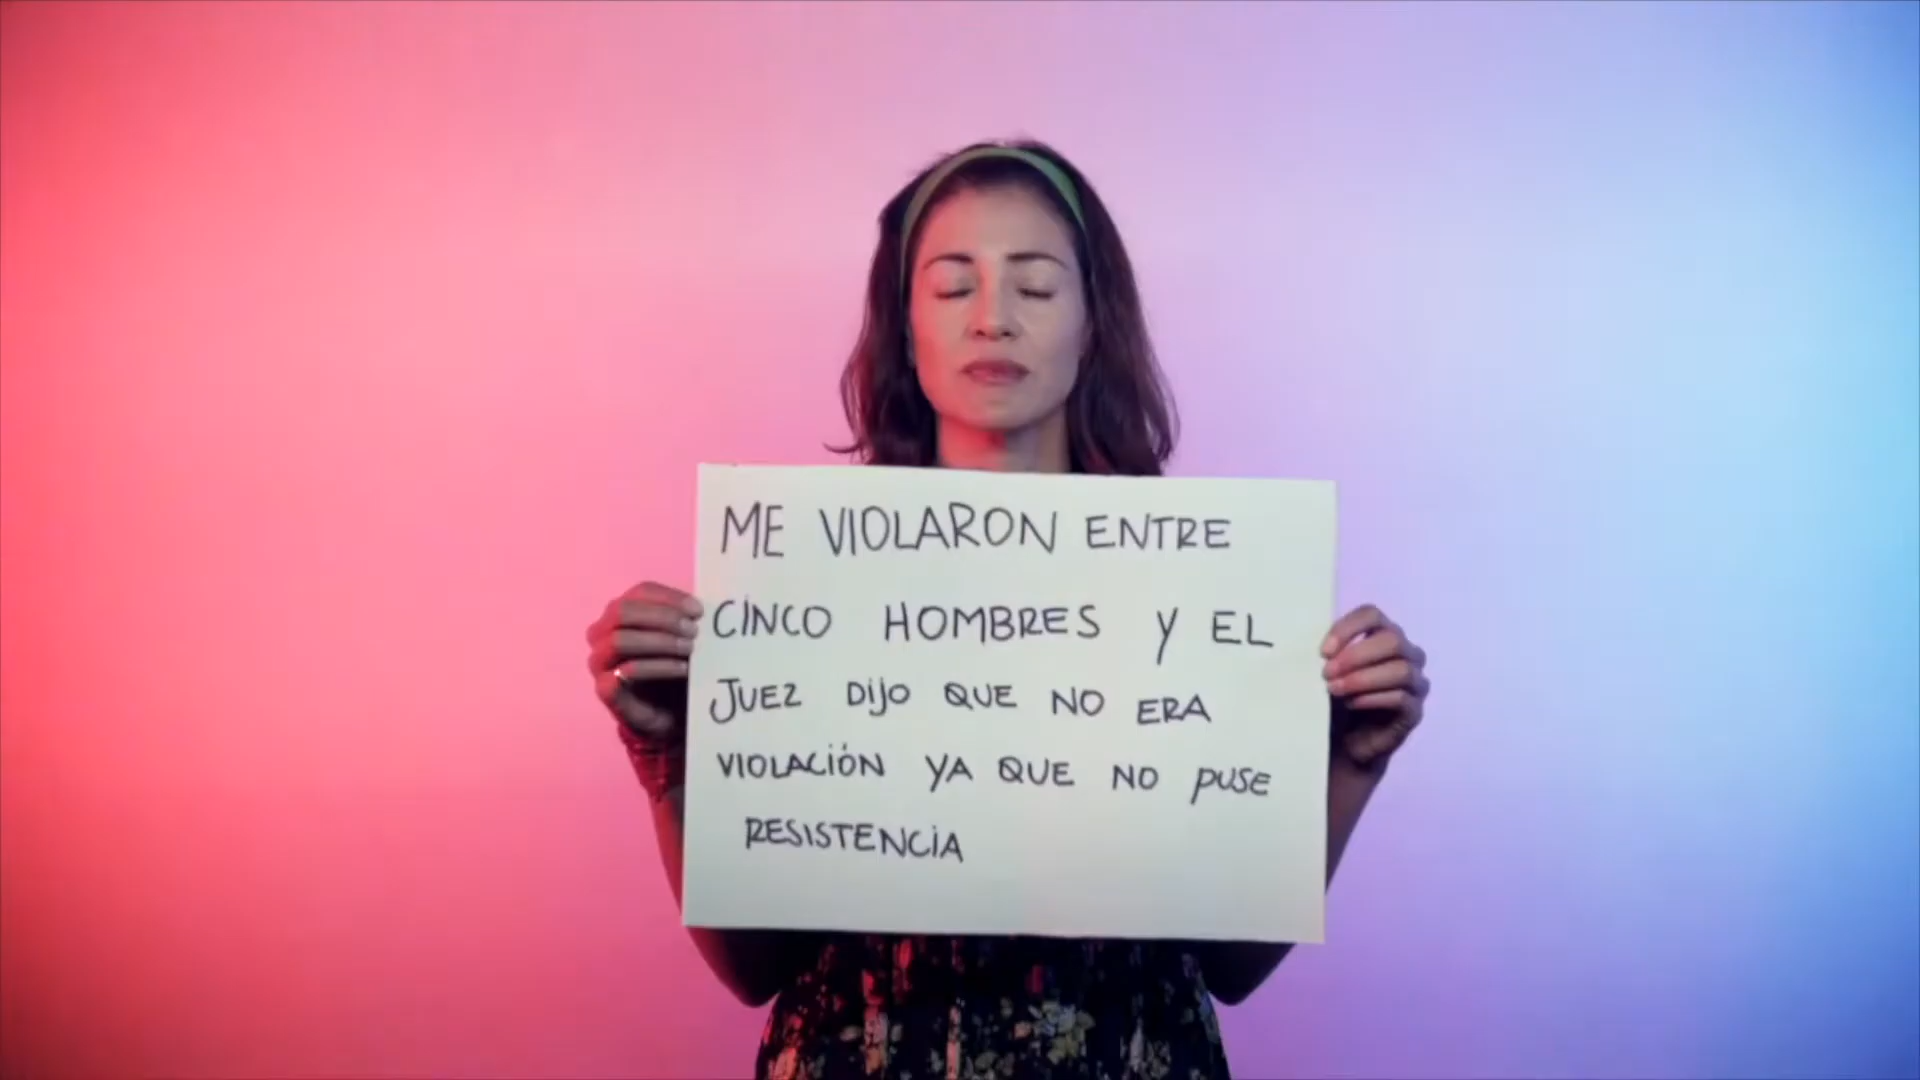 ME VIOLARON ENTRE
CINCO HOMBRES Y EL
JUEZ DIJO QUE NO ERA
VIOLACIÓN YA QUE NO PUSE
RESISTENCIA